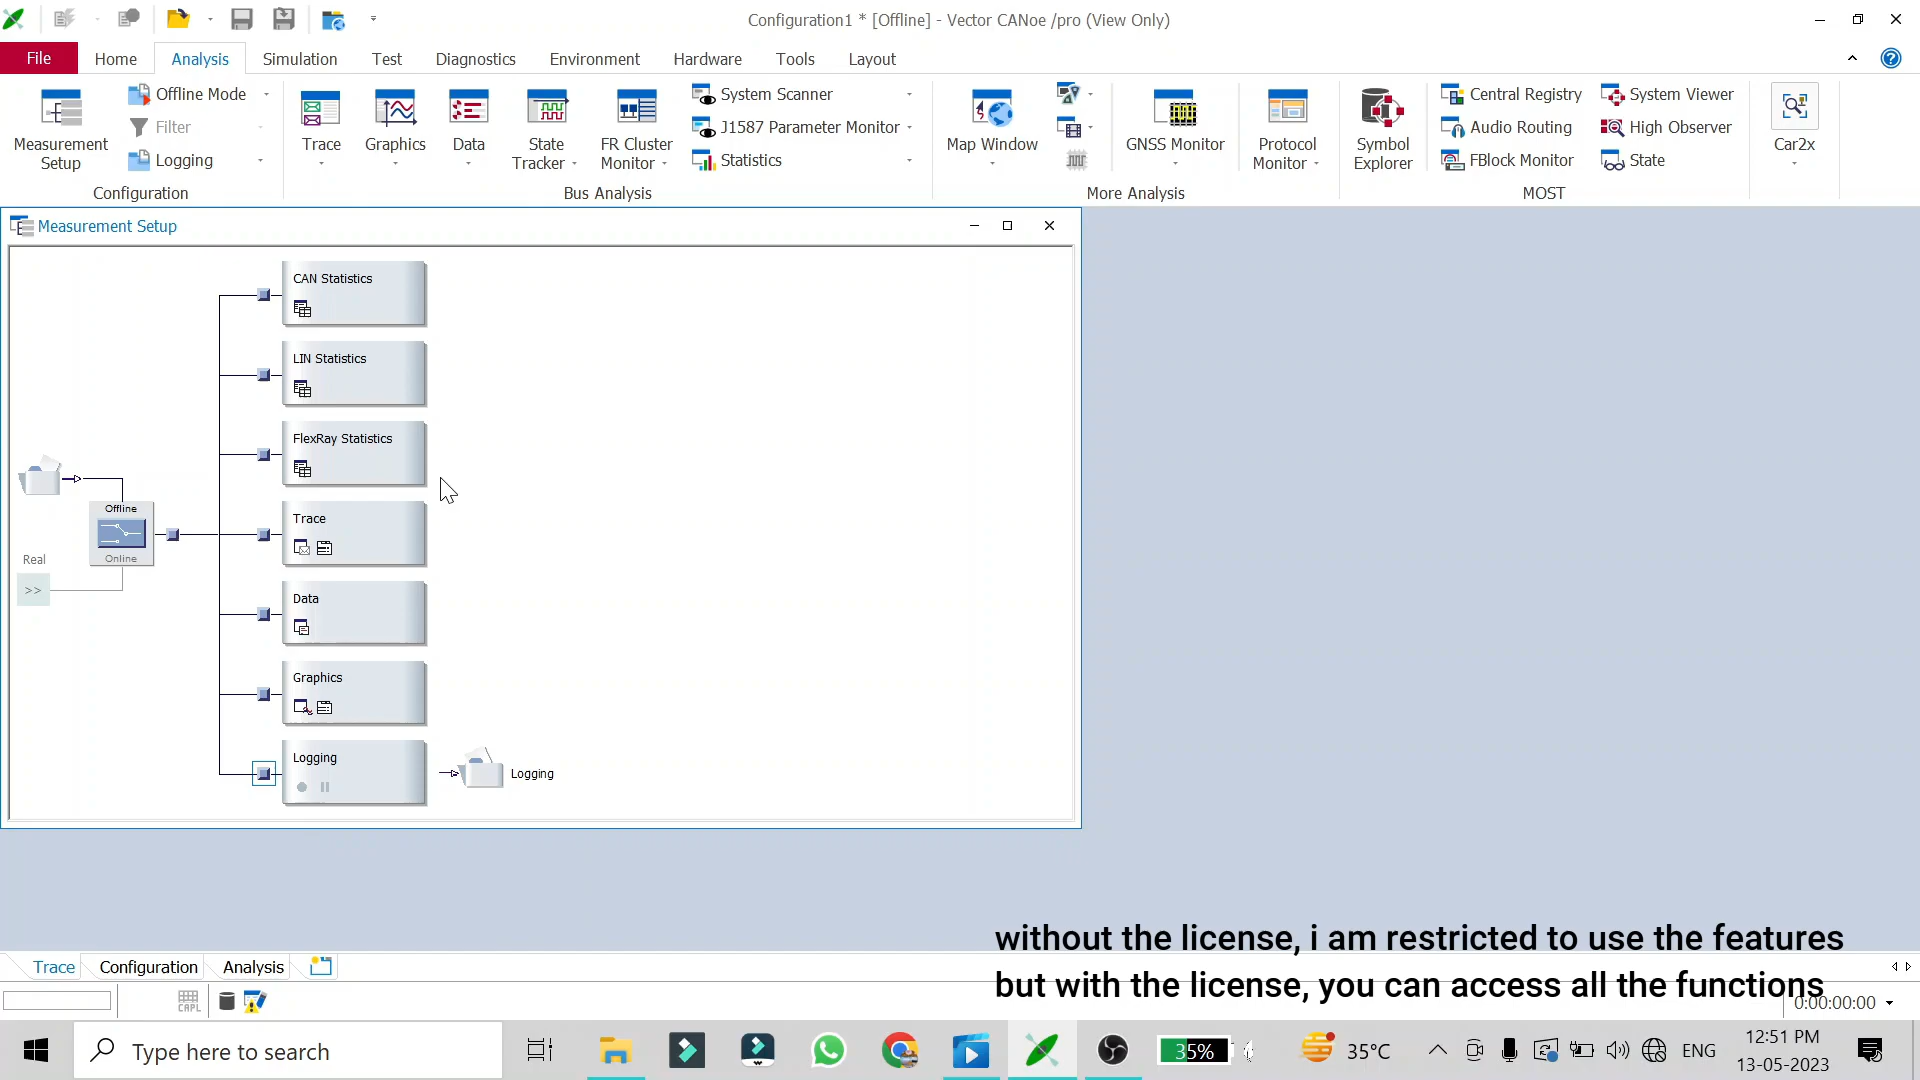 Configuration1 * [Offline] - Vector CANoe /pro (View Only)
File
Home
Analysis
Simulation
Test
Diagnostics
Environment
Hardware
Tools
Layout
Measurement
Setup
Offline Mode
Filter
Logging
Configuration
Trace
Graphics
Data
State
Tracker
FR Cluster
Monitor
System Scanner
J1587 Parameter Monitor
Statistics
Bus Analysis
Map Window
GNSS Monitor
Protocol
Monitor
More Analysis
Symbol
Explorer
Central Registry
Audio Routing
FBlock Monitor
System Viewer
High Observer
State
MOST
Car2x
Measurement Setup
CAN Statistics
LIN Statistics
FlexRay Statistics
Offline
Online
Real
>>
Trace
Data
Graphics
Logging
Logging
without the license, i am restricted to use the features
but with the license, you can access all the functions
Trace
Configuration
Analysis
CAPL
0:00:00:00
Type here to search
35%
35°C
ENG
12:51 PM
13-05-2023